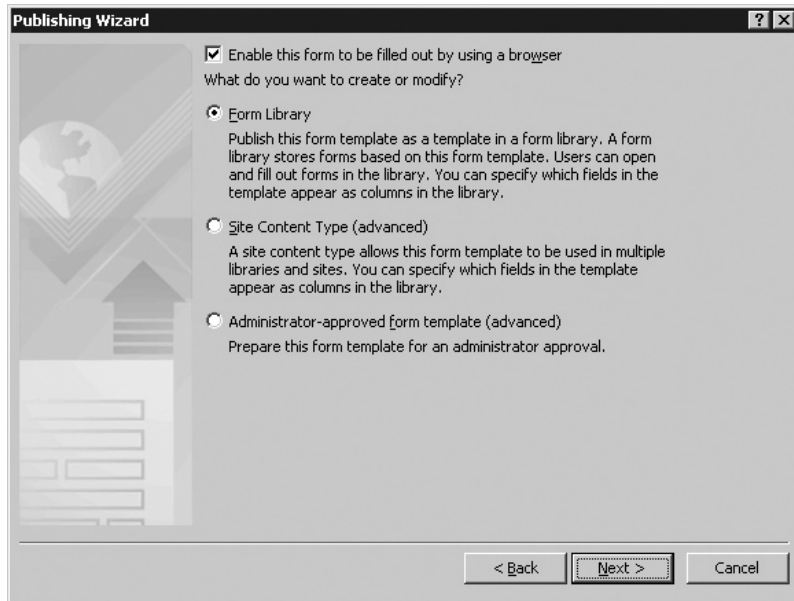 Publishing Wizard
Enable this form to be filled out by using a browser
What do you want to create or modify?
Form Library
Publish this form template as a template in a form library. A form
library stores forms based on this form template. Users can open
and fill out forms in the library. You can specify which fields in the
template appear as columns in the library.
Site Content Type (advanced)
A site content type allows this form template to be used in multiple
libraries and sites. You can specify which fields in the template
appear as columns in the library.
Administrator-approved form template (advanced)
Prepare this form template for an administrator approval.
< Back Next > Cancel